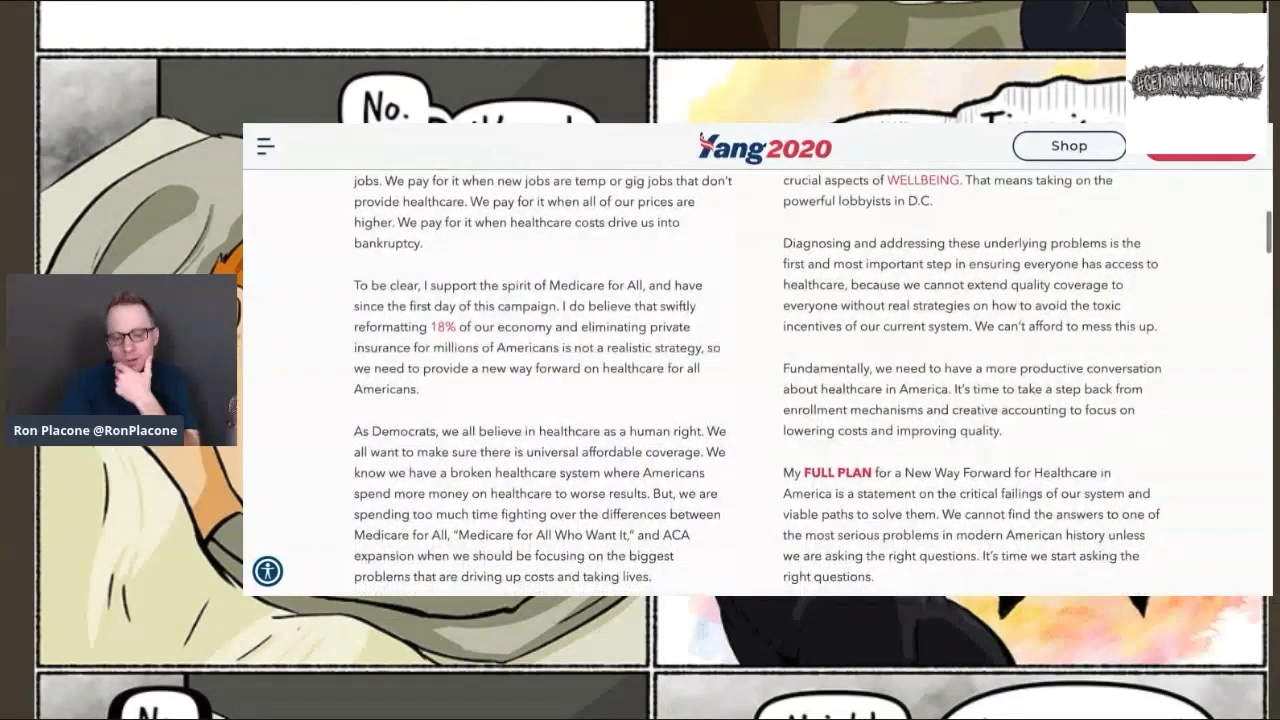 No.
#GETYOURNEWSONWITHRON
Yang2020
Shop
jobs. We pay for it when new jobs are temp or gig jobs that don't
provide healthcare. We pay for it when all of our prices are
higher. We pay for it when healthcare costs drive us into
bankruptcy.
To be clear, I support the spirit of Medicare for All, and have
since the first day of this campaign. I do believe that swiftly
reformatting 18% of our economy and eliminating private
insurance for millions of Americans is not a realistic strategy, so
we need to provide a new way forward on healthcare for all
Americans.
As Democrats, we all believe in healthcare as a human right. We
all want to make sure there is universal affordable coverage. We
know we have a broken healthcare system where Americans
spend more money on healthcare to worse results. But, we are
spending too much time fighting over the differences between
Medicare for All, “Medicare for All Who Want It,” and ACA
expansion when we should be focusing on the biggest
problems that are driving up costs and taking lives.
crucial aspects of WELLBEING. That means taking on the
powerful lobbyists in D.C.
Diagnosing and addressing these underlying problems is the
first and most important step in ensuring everyone has access to
healthcare, because we cannot extend quality coverage to
everyone without real strategies on how to avoid the toxic
incentives of our current system. We can't afford to mess this up.
Fundamentally, we need to have a more productive conversation
about healthcare in America. It's time to take a step back from
enrollment mechanisms and creative accounting to focus on
lowering costs and improving quality.
My FULL PLAN for a New Way Forward for Healthcare in
America is a statement on the critical failings of our system and
viable paths to solve them. We cannot find the answers to one of
the most serious problems in modern American history unless
we are asking the right questions. It's time we start asking the
right questions.
Ron Placone @RonPlacone
No